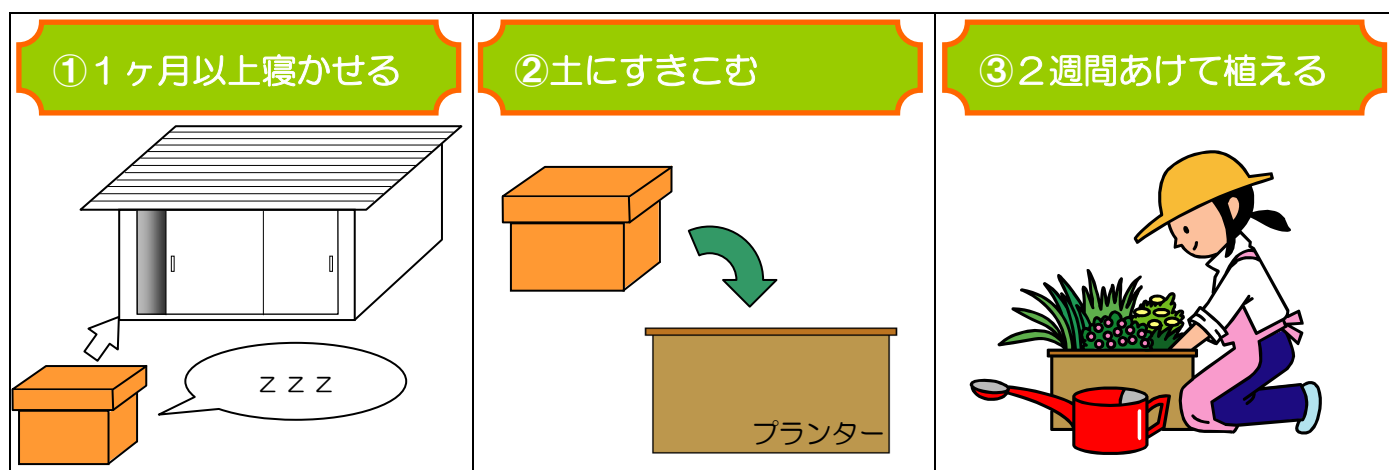 ①１ヶ月以上寝かせる
②土にすきこむ
③２週間あけて植える
ｚｚｚ
プランター